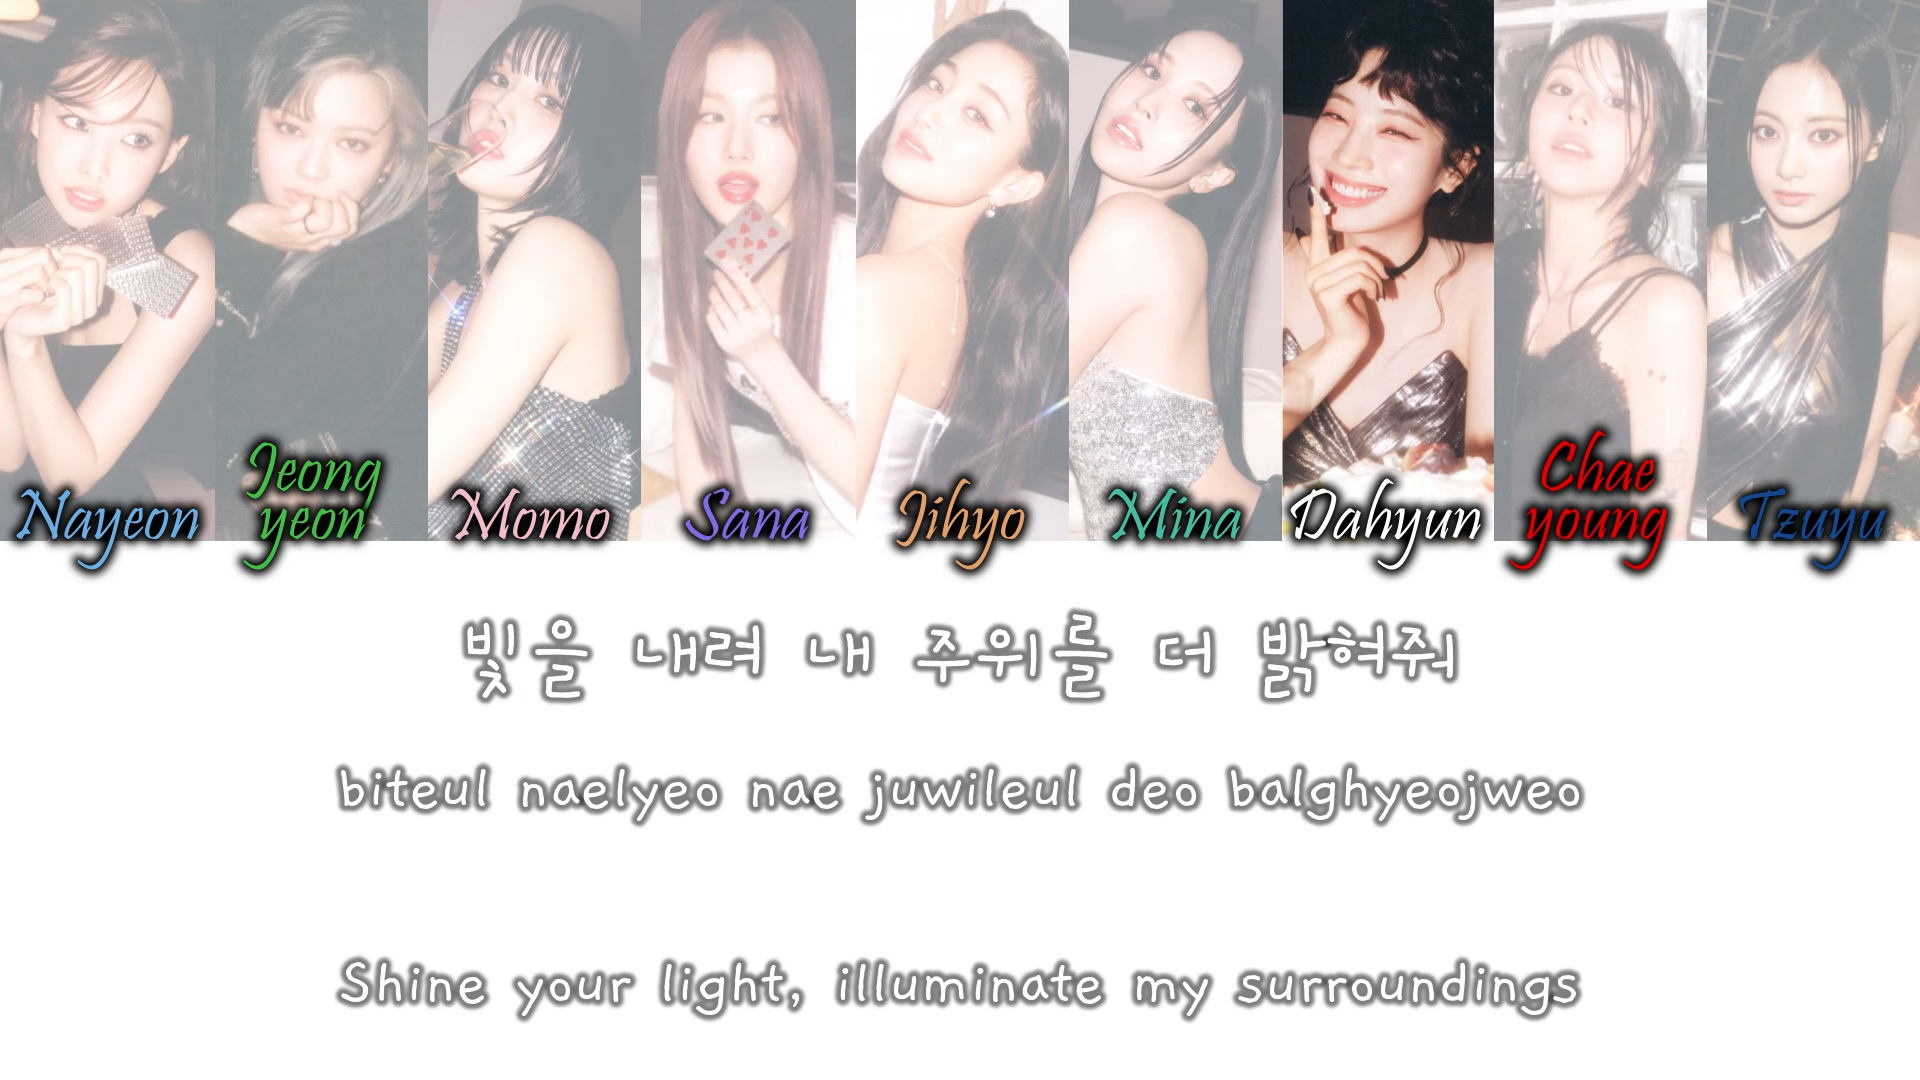 Nayeon
Jeong
yeon
Momo
Sana
Jihyo
Mina
Dahyun
Chae
young
Tzuyu
빛을 내려 내 주위를 더 밝혀줘
biteul naelyeo nae juwileul deo balghyeojweo
Shine your light, illuminate my surroundings